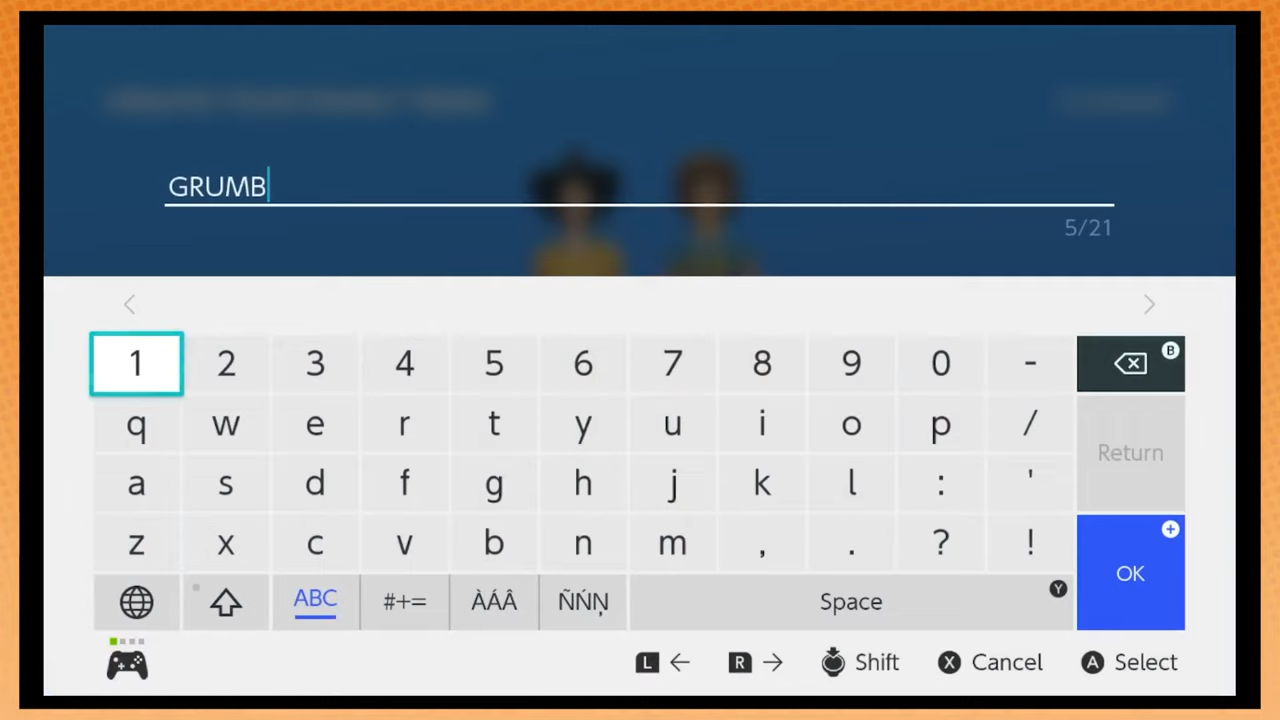 GRUMB
5/21
1 2 3 4 5 6 7 8 9 0 - B
q w e r t y u i o p /
Return
a s d f g h j k l : '
z x c v b n m , . ? ! +
OK
ABC #+= ÀÁÂ ÑŃŅ Space Y
L ← R → Shift X Cancel A Select